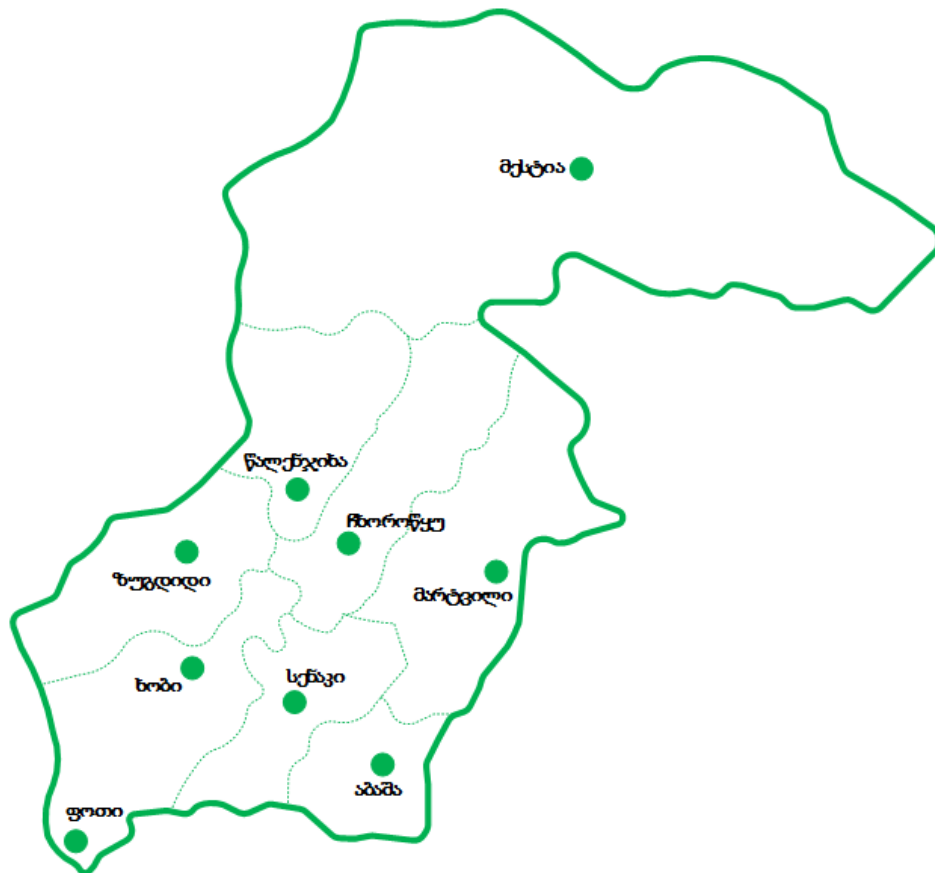 მესტია
წალენჯიხა
ჩხოროწყუ
ზუგდიდი
მარტვილი
ხობი
სენაკი
აბაშა
ფოთი